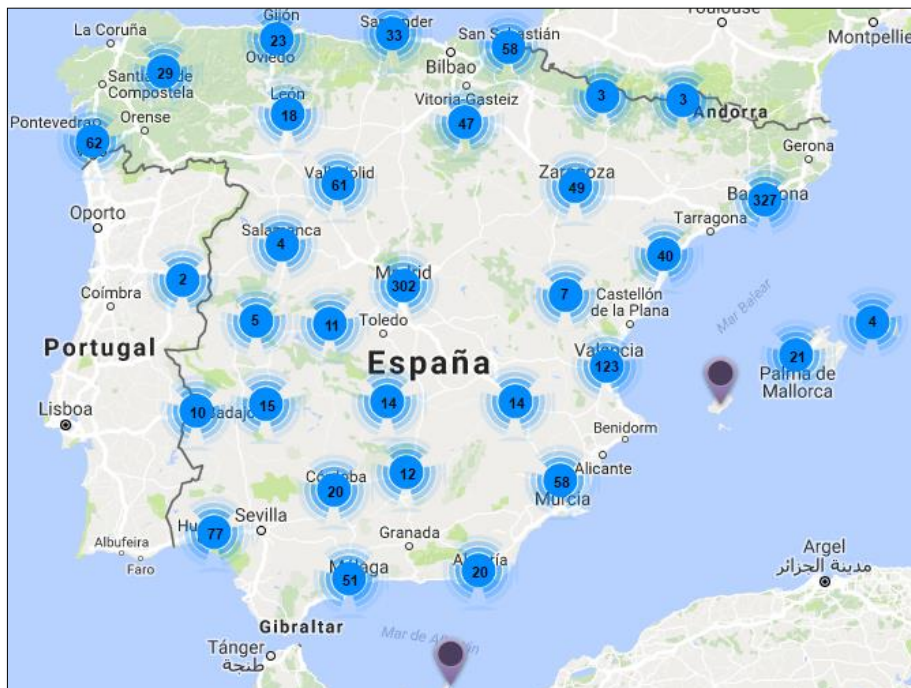 Gijón
Toulouse
La Coruña
23
Santander
33
San Sebastián
58
Montpellier
Oviedo
Bilbao
29
Santiago de
Compostela
León
18
Vitoria-Gasteiz
47
3
3
Andorra
Pontevedra
62
Orense
Gerona
Valladolid
61
Zaragoza
49
Barcelona
327
Oporto
Tarragona
Salamanca
4
40
2
Madrid
302
7
Coímbra
Castellón
de la Plana
Mar Balear
5
11
Toledo
4
Portugal
España
Valencia
123
21
Palma de
Mallorca
Lisboa
10
Badajoz
15
14
14
Benidorm
Alicante
12
Córdoba
20
58
Murcia
Huelva
77
Sevilla
Granada
Albufeira
Faro
Málaga
51
Almería
20
Argel
مدينة الجزائر
Gibraltar
Mar de Alborán
Tánger
طنجة